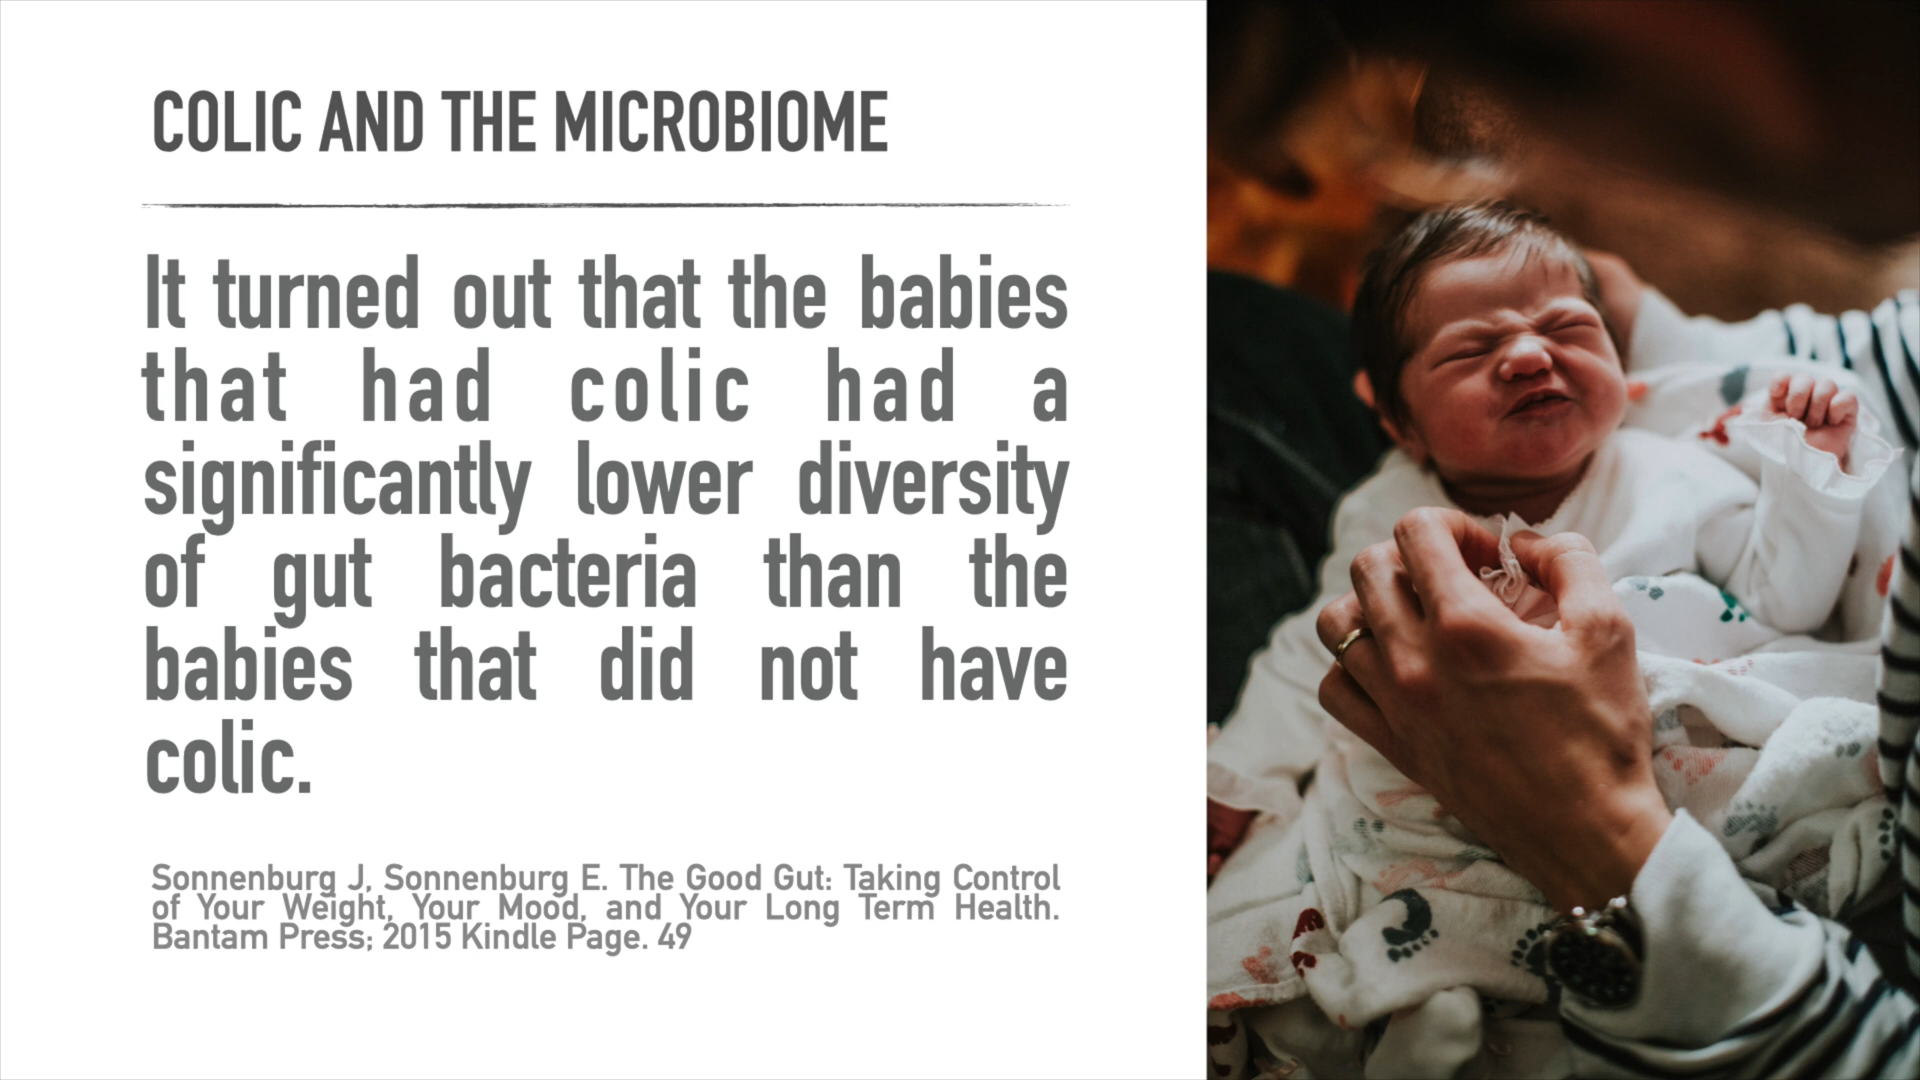 COLIC AND THE MICROBIOME
It turned out that the babies
that had colic had a
significantly lower diversity
of gut bacteria than the
babies that did not have
colic.
Sonnenburg J, Sonnenburg E. The Good Gut: Taking Control
of Your Weight, Your Mood, and Your Long Term Health.
Bantam Press; 2015 Kindle Page. 49